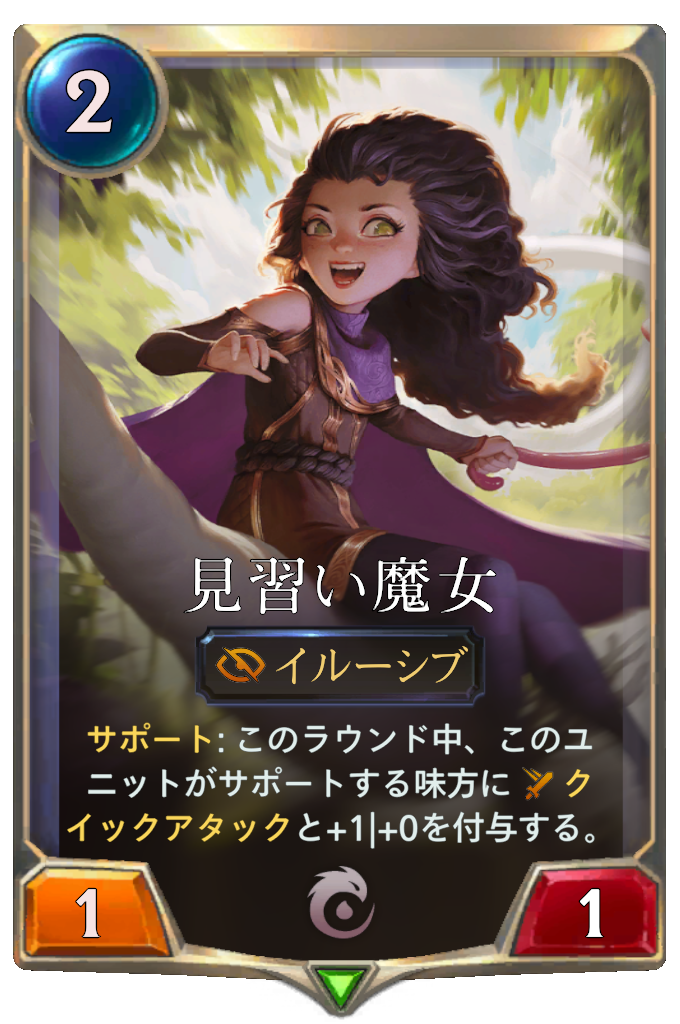 2
見習い魔女
イルーシブ
サポート: このラウンド中、このユ
ニットがサポートする味方に ク
イックアタックと+1|+0を付与する。
1
1